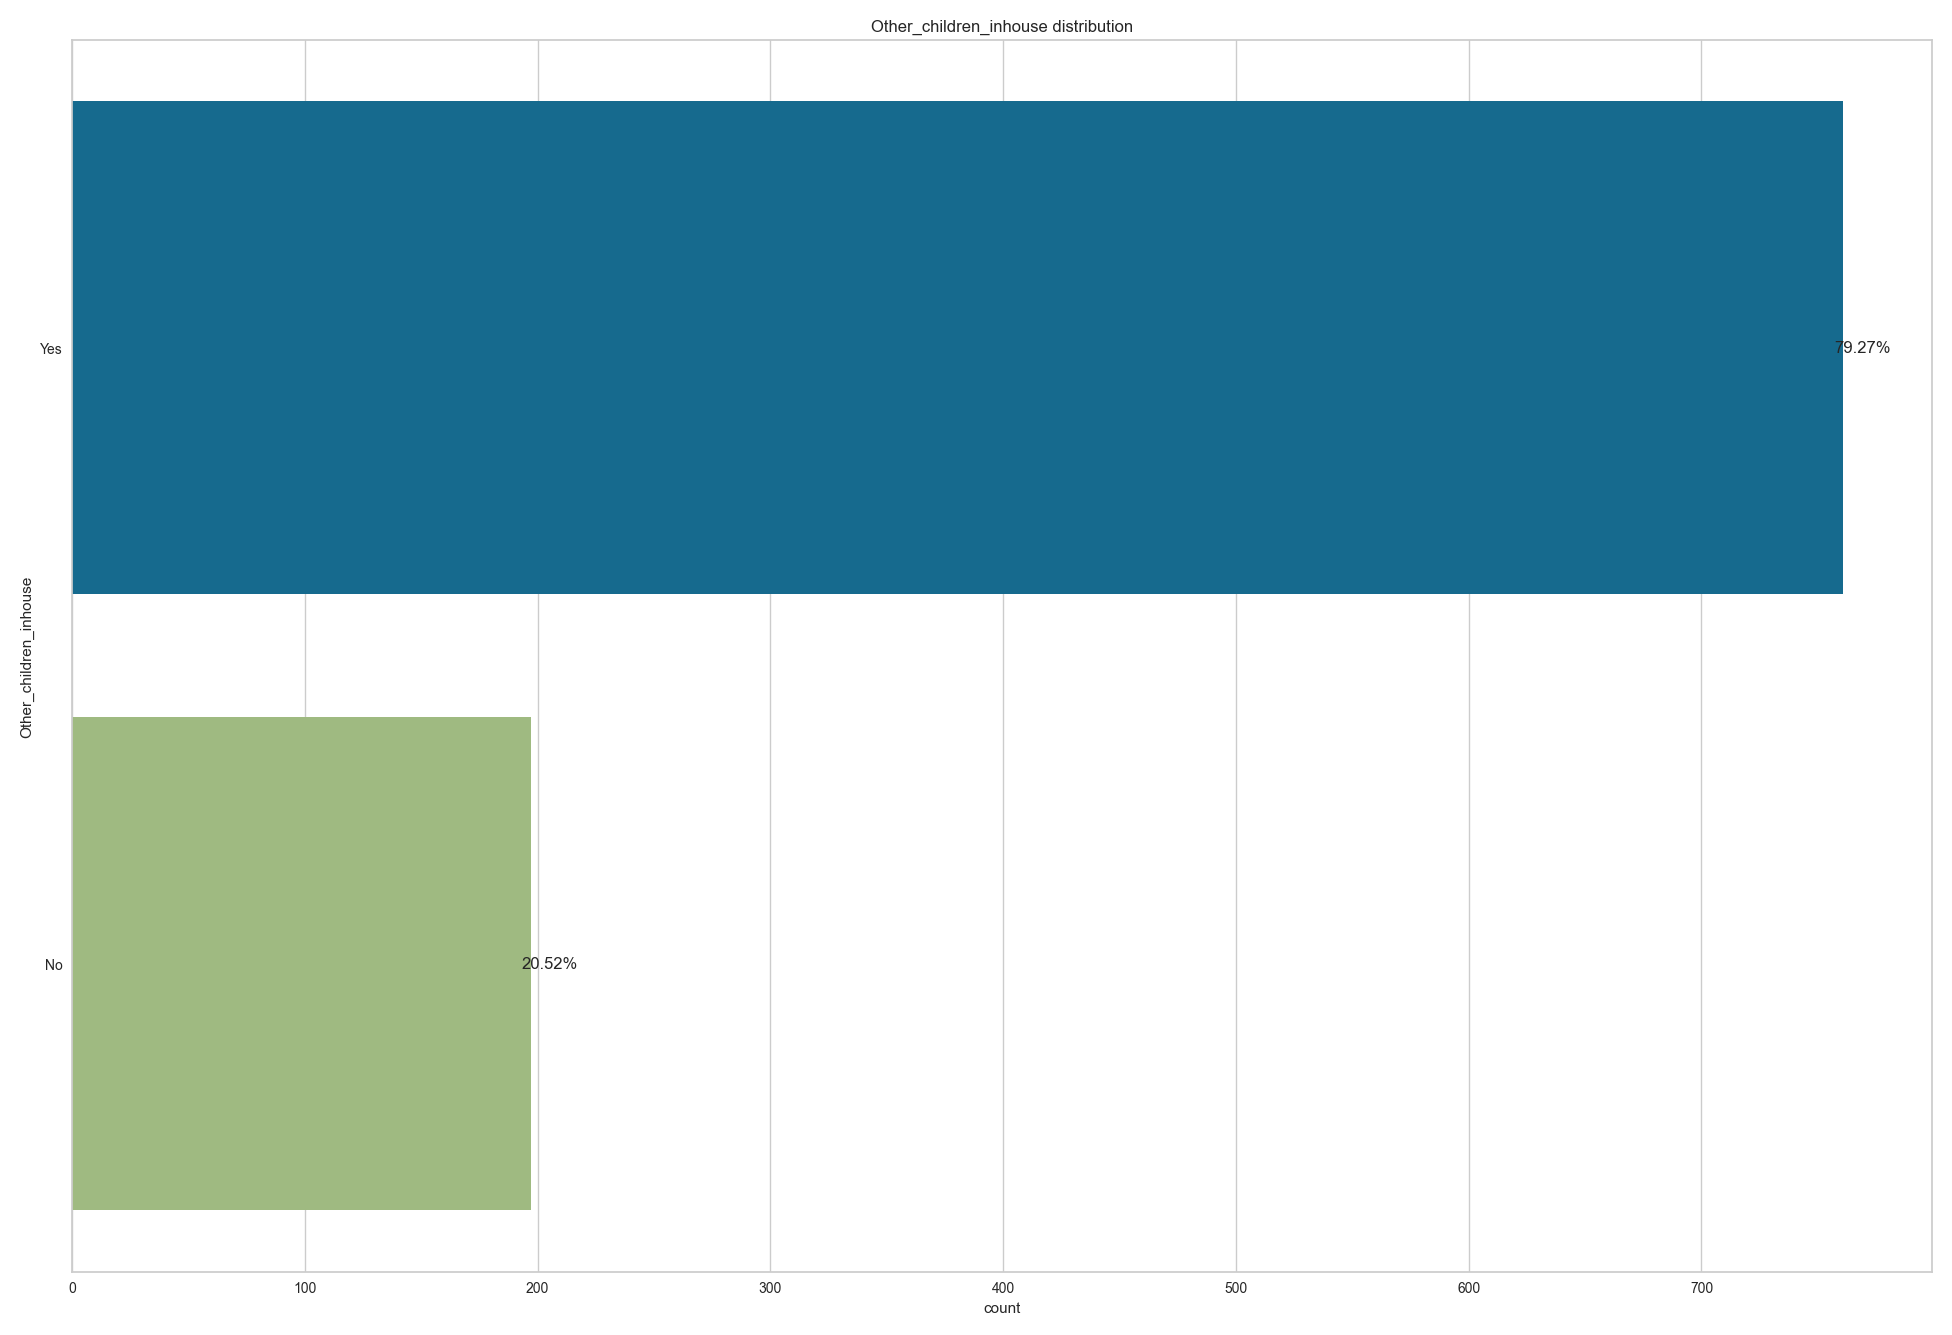 Other_children_inhouse distribution
Other_children_inhouse
Yes
79.27%
No
20.52%
0 100 200 300 400 500 600 700
count